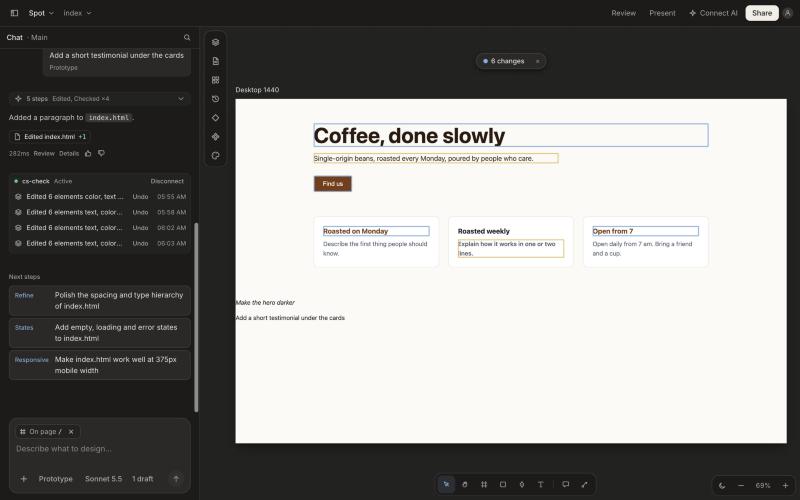 Spot
index
Review
Present
Connect AI
Share
Chat · Main
Add a short testimonial under the cards
Prototype
5 steps Edited, Checked ×4
Added a paragraph to index.html.
Edited index.html +1
282ms Review Details
cs-check Active Disconnect
Edited 6 elements color, text ... Undo 05:55 AM
Edited 6 elements text, color... Undo 05:58 AM
Edited 6 elements text, color... Undo 06:02 AM
Edited 6 elements text, color... Undo 06:03 AM
Next steps
Refine Polish the spacing and type hierarchy
of index.html
States Add empty, loading and error states
to index.html
Responsive Make index.html work well at 375px
mobile width
On page / ×
Describe what to design...
Prototype Sonnet 5.5 1 draft
6 changes ×
Desktop 1440
Coffee, done slowly
Single-origin beans, roasted every Monday, poured by people who care.
Find us
Roasted on Monday
Describe the first thing people should
know.
Roasted weekly
Explain how it works in one or two
lines.
Open from 7
Open daily from 7 am. Bring a friend
and a cup.
Make the hero darker
Add a short testimonial under the cards
69%